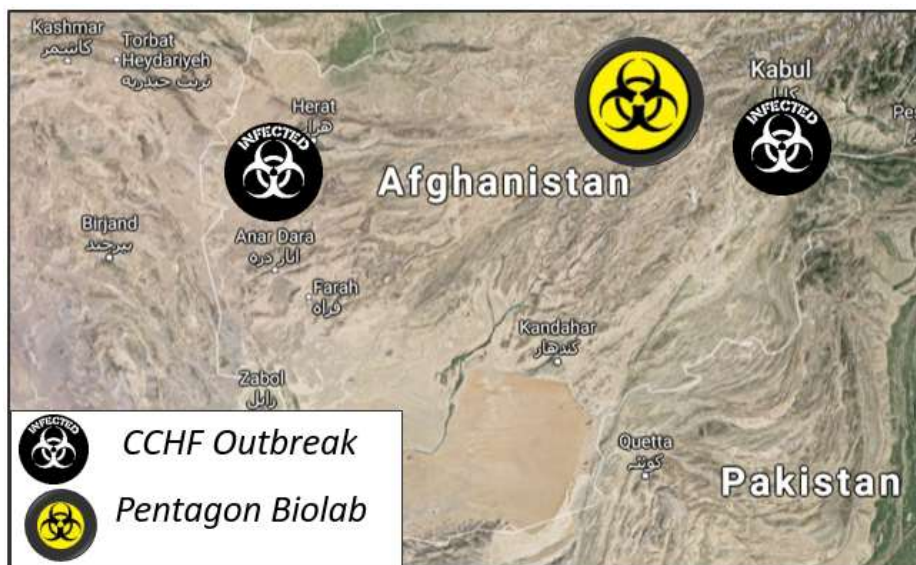 Kashmar
کاشمر
Torbat
Heydariyeh
تربت حیدریه
Herat
هرات
INFECTED
Kabul
کابل
INFECTED
Afghanistan
Birjand
بیرجند
Anar Dara
انار دره
Farah
فراه
Kandahar
کندهار
Zabol
زابل
Quetta
کوئٹہ
Pakistan
INFECTED
CCHF Outbreak
Pentagon Biolab